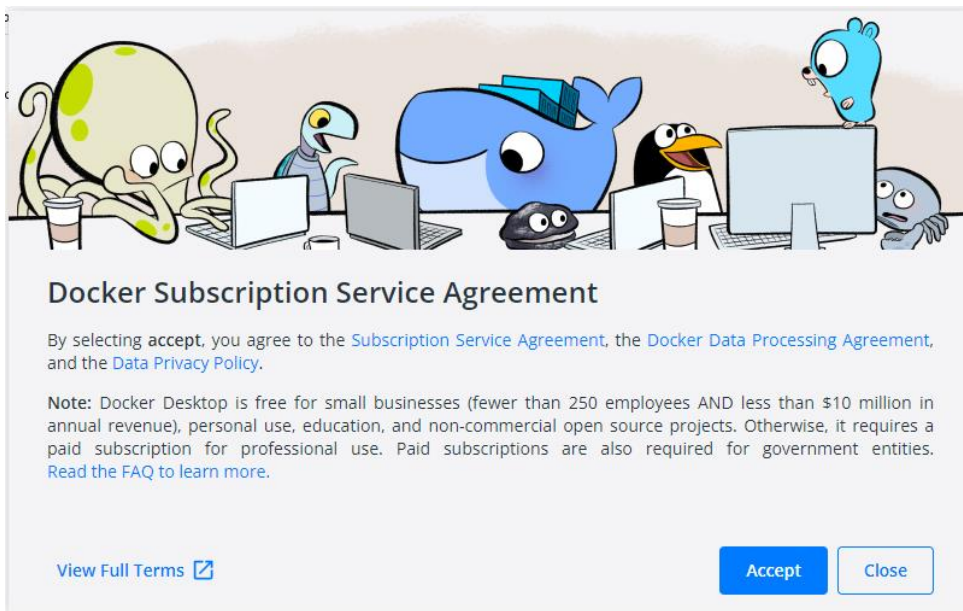 Docker Subscription Service Agreement
By selecting accept, you agree to the Subscription Service Agreement, the Docker Data Processing Agreement,
and the Data Privacy Policy.
Note: Docker Desktop is free for small businesses (fewer than 250 employees AND less than $10 million in
annual revenue), personal use, education, and non-commercial open source projects. Otherwise, it requires a
paid subscription for professional use. Paid subscriptions are also required for government entities.
Read the FAQ to learn more.
View Full Terms
Accept
Close